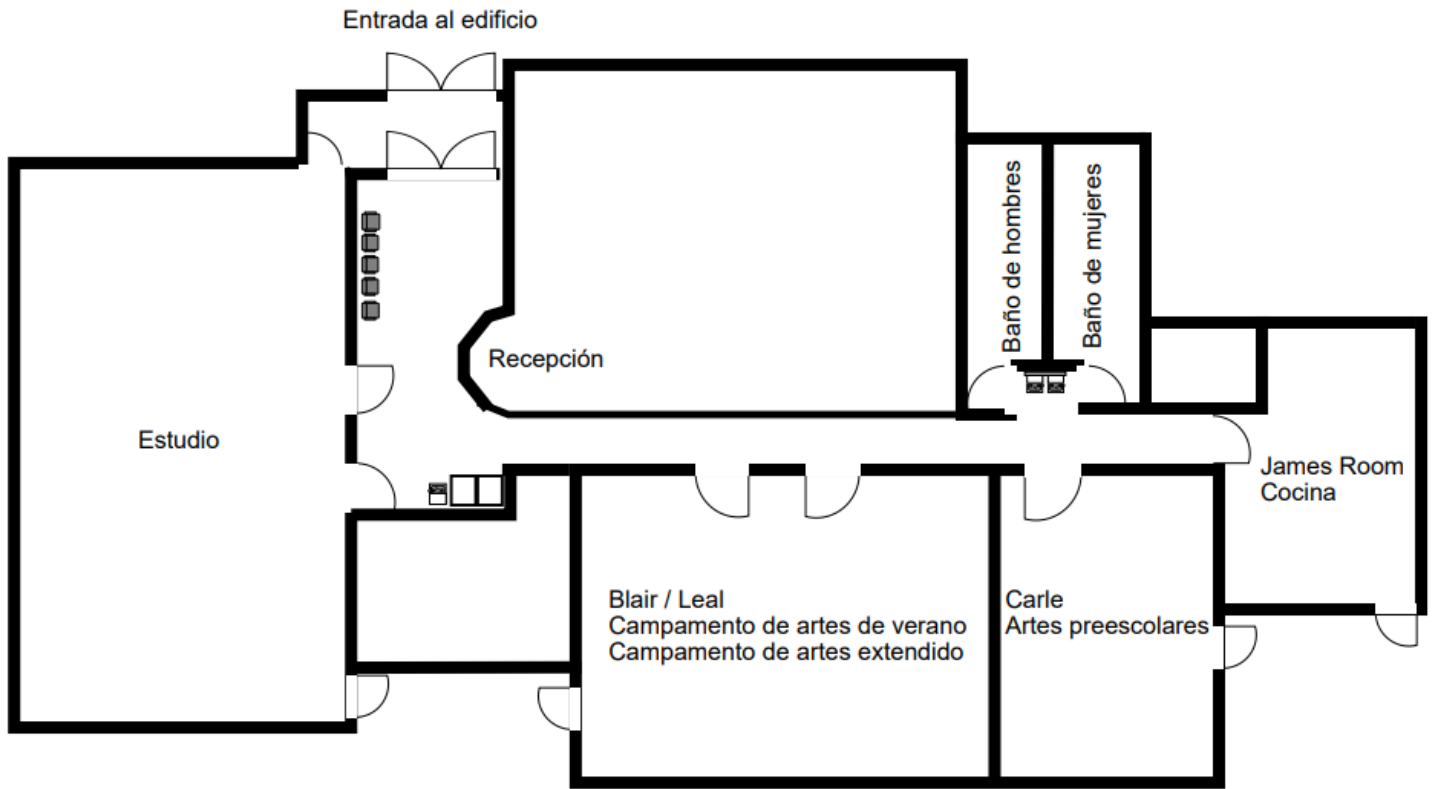 Entrada al edificio
Baño de hombres
Baño de mujeres
Recepción
Estudio
James Room
Cocina
Blair / Leal
Campamento de artes de verano
Campamento de artes extendido
Carle
Artes preescolares